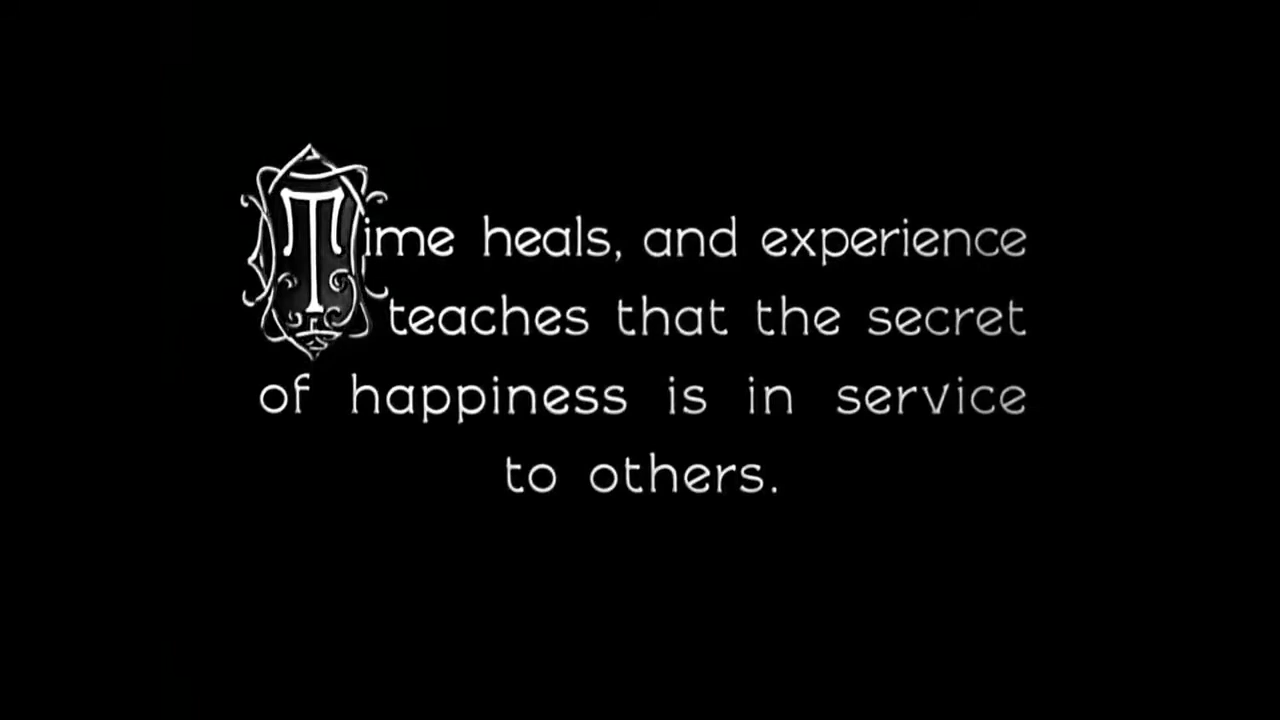 Time heals, and experience
teaches that the secret
of happiness is in service
to others.